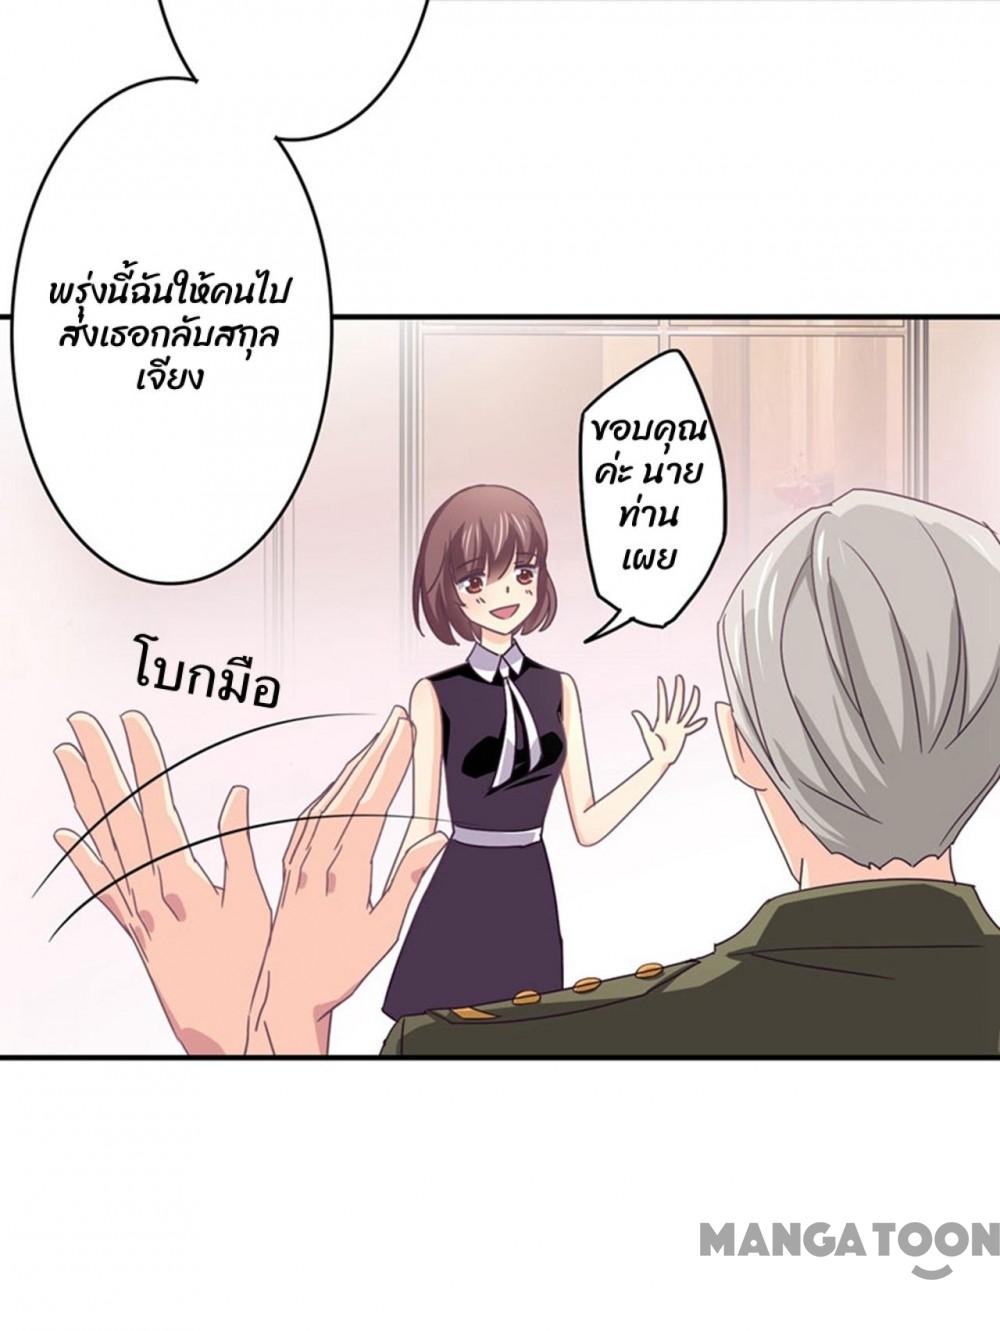 พรุ่งนี้ฉันให้คนไป
ส่งเธอกลับสกุล
เจียง
ขอบคุณ
ค่ะ นาย
ท่าน
เผย
โบกมือ
MANGATOON